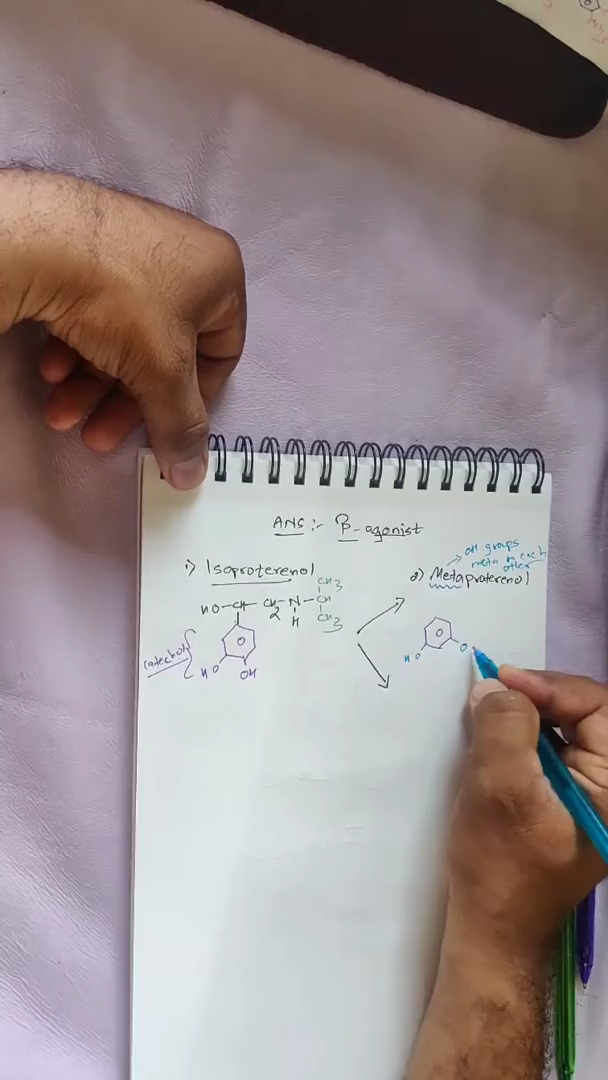 ANS :- β-agonist
1) Isoproterenol
HO-CH-CH2-N-CH
H
CH3
CH3
catechol
HO
OH
all groups
meta to each
other
2) Metaproterenol
HO
O